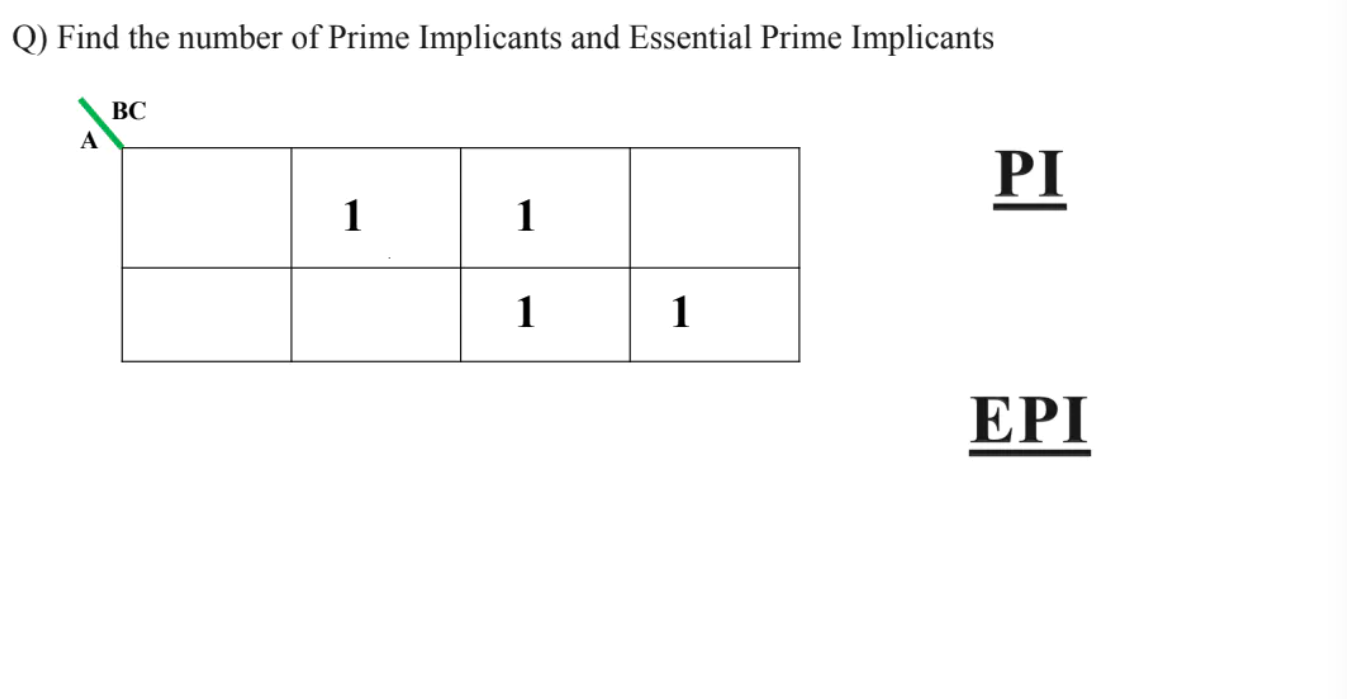 Q) Find the number of Prime Implicants and Essential Prime Implicants
BC
A
PI
1 1
1 1
EPI